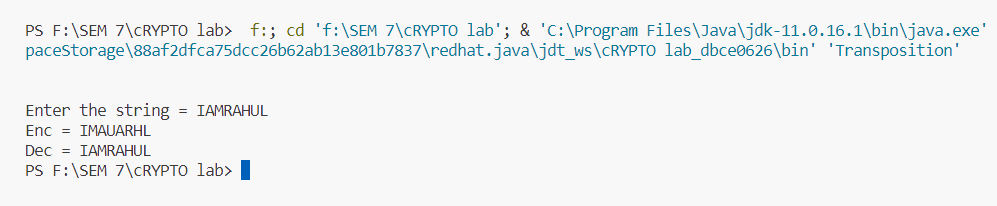 PS F:\SEM 7\cRYPTO lab>  f:; cd 'f:\SEM 7\cRYPTO lab'; & 'C:\Program Files\Java\jdk-11.0.16.1\bin\java.exe'
paceStorage\88af2dfca75dcc26b62ab13e801b7837\redhat.java\jdt_ws\cRYPTO lab_dbce0626\bin' 'Transposition'
Enter the string = IAMRAHUL
Enc = IMAUARHL
Dec = IAMRAHUL
PS F:\SEM 7\cRYPTO lab>